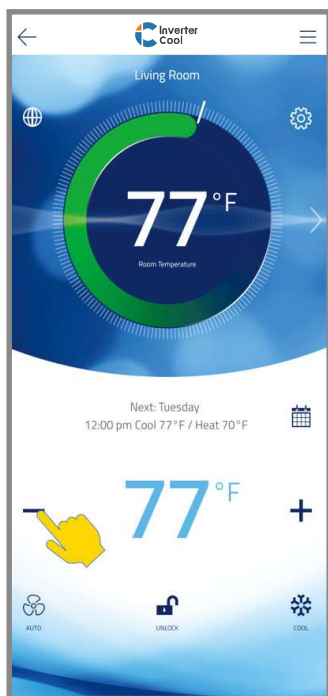 Inverter
Cool
Living Room
77°F
Room Temperature
Next: Tuesday
12:00 pm Cool 77°F / Heat 70°F
77°F
AUTO
UNLOCK
COOL